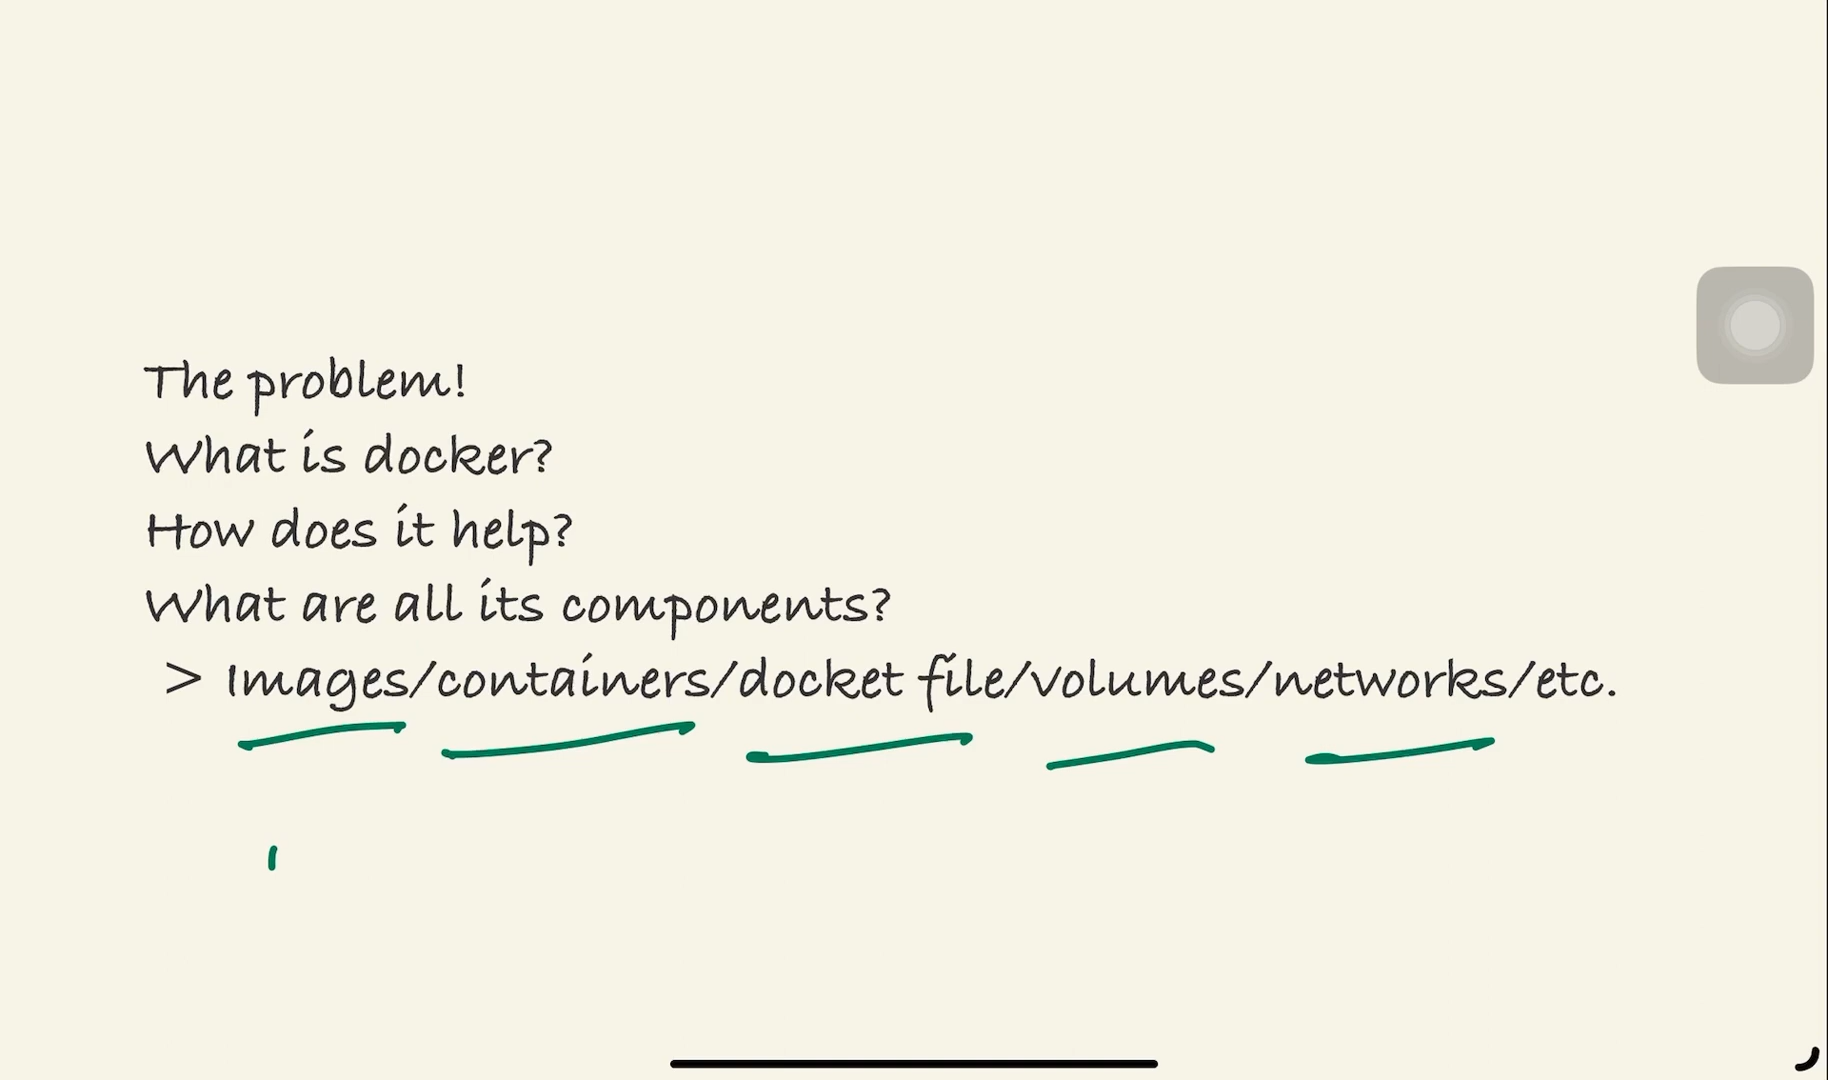 The problem!
What is docker?
How does it help?
What are all its components?
> Images/containers/docket file/volumes/networks/etc.